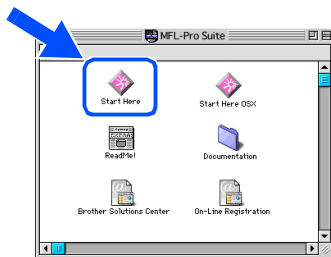 MFL-Pro Suite
Start Here
Start Here OSX
ReadMe!
Documentation
Brother Solutions Center
On-Line Registration